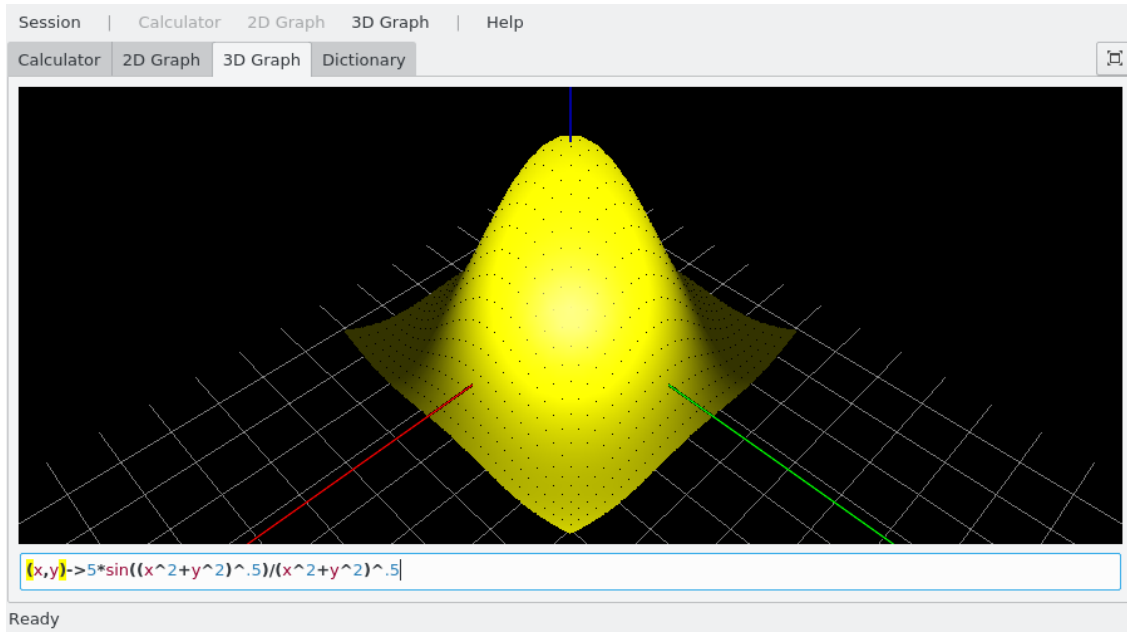 Session | Calculator 2D Graph 3D Graph | Help
Calculator 2D Graph 3D Graph Dictionary
(x,y)->5*sin((x^2+y^2)^.5)/(x^2+y^2)^.5
Ready